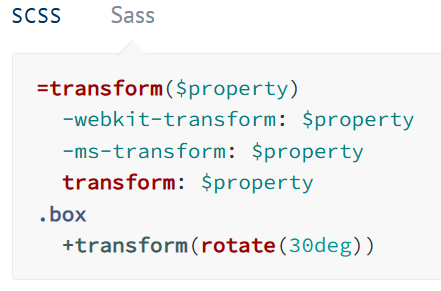 SCSS Sass
=transform($property)
  -webkit-transform: $property
  -ms-transform: $property
  transform: $property
.box
  +transform(rotate(30deg))